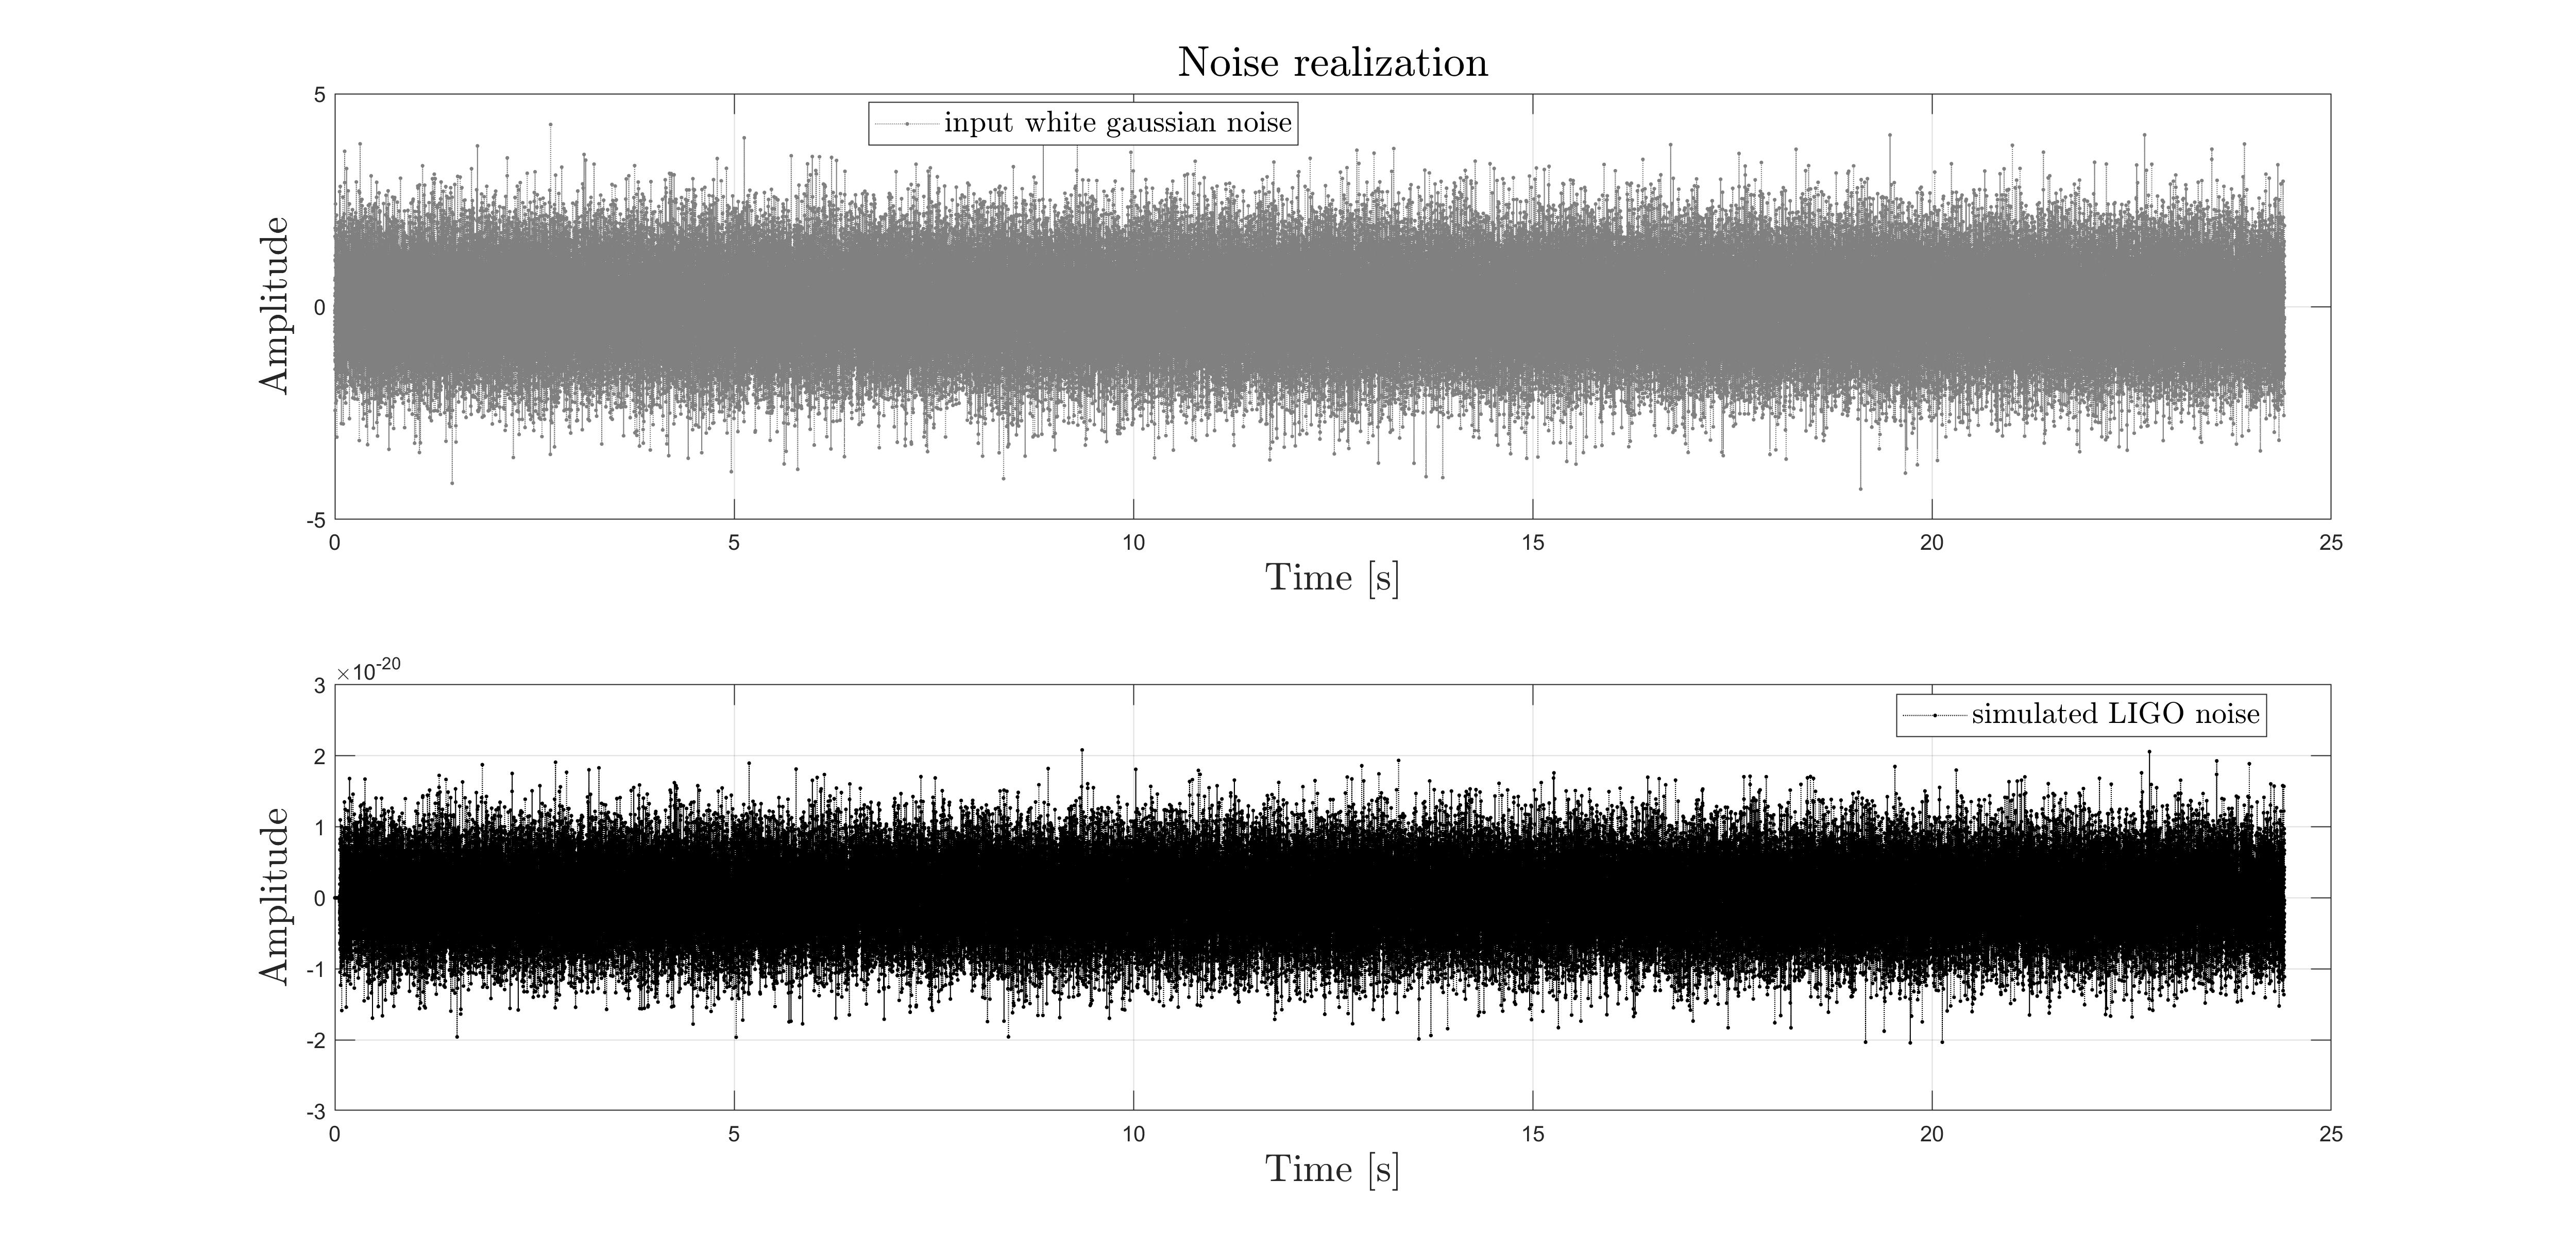 Noise realization
5
input white gaussian noise
Amplitude
0
-5
0 5 10 15 20 25
Time [s]
×10-20
3
simulated LIGO noise
2
1
Amplitude
0
-1
-2
-3
0 5 10 15 20 25
Time [s]